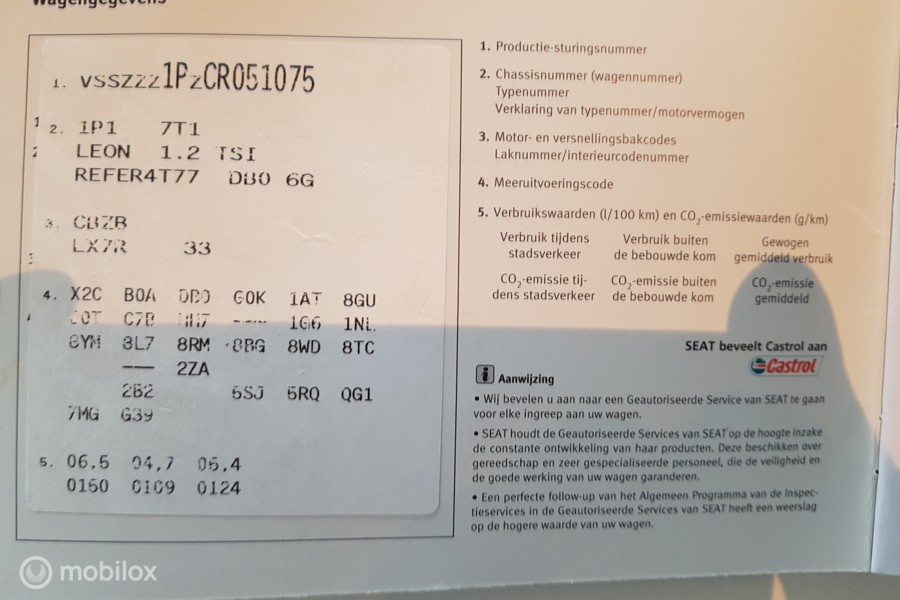 Wagengegevens
1. VSSZZZ1PZCR051075
2. 1P1 7T1
LEON 1.2 TSI
REFER4T77 DBO 6G
3. CBZB
LX7R 33
4. X2C B0A G0K 1AT 8GU
C7B 1G6 1NL
8YM 8L7 8RM 8BG 8WD 8TC
--- 2ZA
2B2 5RQ QG1
7MG G39
5. 06,5 04,7 05,4
0150 0109 0124
1. Productie-sturingsnummer
2. Chassisnummer (wagennummer)
Typenummer
Verklaring van typenummer/motorvermogen
3. Motor- en versnellingsbakcodes
Laknummer/interieurcodenummer
4. Meeruitvoeringscode
5. Verbruikswaarden (l/100 km) en CO2-emissiewaarden (g/km)
Verbruik tijdens stadsverkeer
Verbruik buiten de bebouwde kom
Gewogen gemiddeld verbruik
CO2-emissie tij-
dens stadsverkeer
CO2-emissie buiten de bebouwde kom
CO2-emissie gemiddeld
SEAT beveelt Castrol aan
Castrol
i Aanwijzing
• Wij bevelen u aan naar een Geautoriseerde Service van SEAT te gaan
voor elke ingreep aan uw wagen.
• SEAT houdt de Geautoriseerde Services van SEAT op de hoogte inzake
de constante ontwikkeling van haar producten. Deze beschikken over
gereedschap en zeer gespecialiseerde personeel, die de veiligheid en
de goede werking van uw wagen garanderen.
• Een perfecte follow-up van het Algemeen Programma van de Inspec-
tieservices in de Geautoriseerde Services van SEAT heeft een weerslag
op de hogere waarde van uw wagen.
mobilox